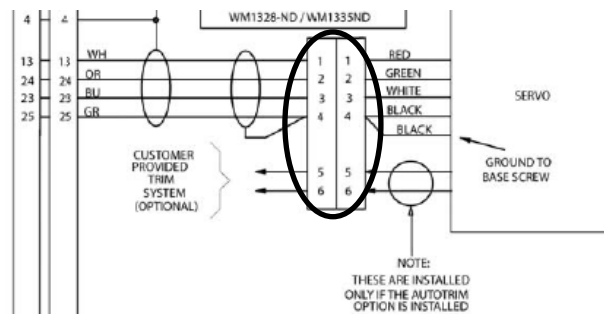 WM1328-ND / WM1335ND
4 4
13 13 WH 1 1 RED
24 24 OR 2 2 GREEN
23 23 BU 3 3 WHITE
25 25 GR 4 4 BLACK
BLACK
SERVO
GROUND TO
BASE SCREW
CUSTOMER
PROVIDED
TRIM
SYSTEM
(OPTIONAL)
5 5
6 6
NOTE:
THESE ARE INSTALLED
ONLY IF THE AUTOTRIM
OPTION IS INSTALLED